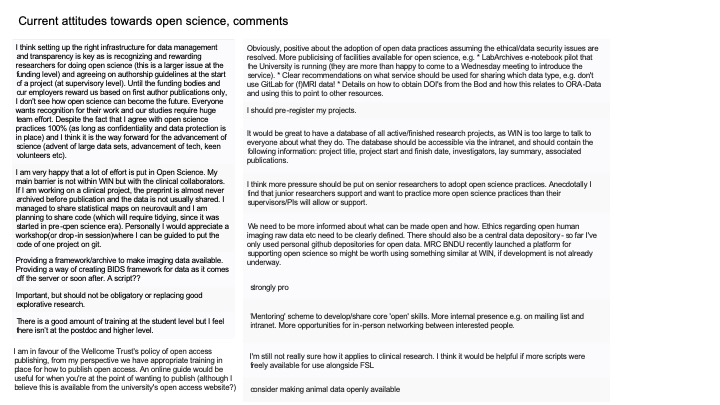 Current attitudes towards open science, comments
I think setting up the right infrastructure for data management
and transparency is key as is recognizing and rewarding
researchers for doing open science (this is a larger issue at the
funding level) and agreeing on authorship guidelines at the start
of a project (at supervisory level). Until the funding bodies and
our employers reward us based on first author publications only,
I don't see how open science can become the future. Everyone
wants recognition for their work and our studies require huge
team effort. Despite the fact that I agree with open science
practices 100% (as long as confidentiality and data protection is
in place) and I think it is the way forward for the advancement of
science (advent of large data sets, advancement of tech, keen
volunteers etc).
I am very happy that a lot of effort is put in Open Science. My
main barrier is not within WIN but with the clinical collaborators.
If I am working on a clinical project, the preprint is almost never
archived before publication and the data is not usually shared. I
managed to share statistical maps on neurovault and I am
planning to share code (which will require tidying, since it was
started in pre-open science era). Personally I would appreciate a
workshop(or drop-in session)where I can be guided to put the
code of one project on git.
Providing a framework/archive to make imaging data available.
Providing a way of creating BIDS framework for data as it comes
off the server or soon after. A script??
Important, but should not be obligatory or replacing good
explorative research.
There is a good amount of training at the student level but I feel
there isn't at the postdoc and higher level.
I am in favour of the Wellcome Trust's policy of open access
publishing, from my perspective we have appropriate training in
place for how to publish open access. An online guide would be
useful for when you're at the point of wanting to publish (although I
believe this is available from the university's open access website?)
Obviously, positive about the adoption of open data practices assuming the ethical/data security issues are
resolved. More publicising of facilities available for open science, e.g. * LabArchives e-notebook pilot that
the University is running (they are more than happy to come to a Wednesday meeting to introduce the
service). * Clear recommendations on what service should be used for sharing which data type, e.g. don't
use GitLab for (f)MRI data! * Details on how to obtain DOI's from the Bod and how this relates to ORA-Data
and using this to point to other resources.
I should pre-register my projects.
It would be great to have a database of all active/finished research projects, as WIN is too large to talk to
everyone about what they do. The database should be accessible via the intranet, and should contain the
following information: project title, project start and finish date, investigators, lay summary, associated
publications.
I think more pressure should be put on senior researchers to adopt open science practices. Anecdotally I
find that junior researchers support and want to practice more open science practices than their
supervisors/PIs will allow or support.
We need to be more informed about what can be made open and how. Ethics regarding open human
imaging raw data etc need to be clearly defined. There should also be a central data depository - so far I've
only used personal github depositories for open data. MRC BNDU recently launched a platform for
supporting open science so might be worth using something similar at WIN, if development is not already
underway.
strongly pro
'Mentoring' scheme to develop/share core 'open' skills. More internal presence e.g. on mailing list and
intranet. More opportunities for in-person networking between interested people.
I'm still not really sure how it applies to clinical research. I think it would be helpful if more scripts were
freely available for use alongside FSL
consider making animal data openly available